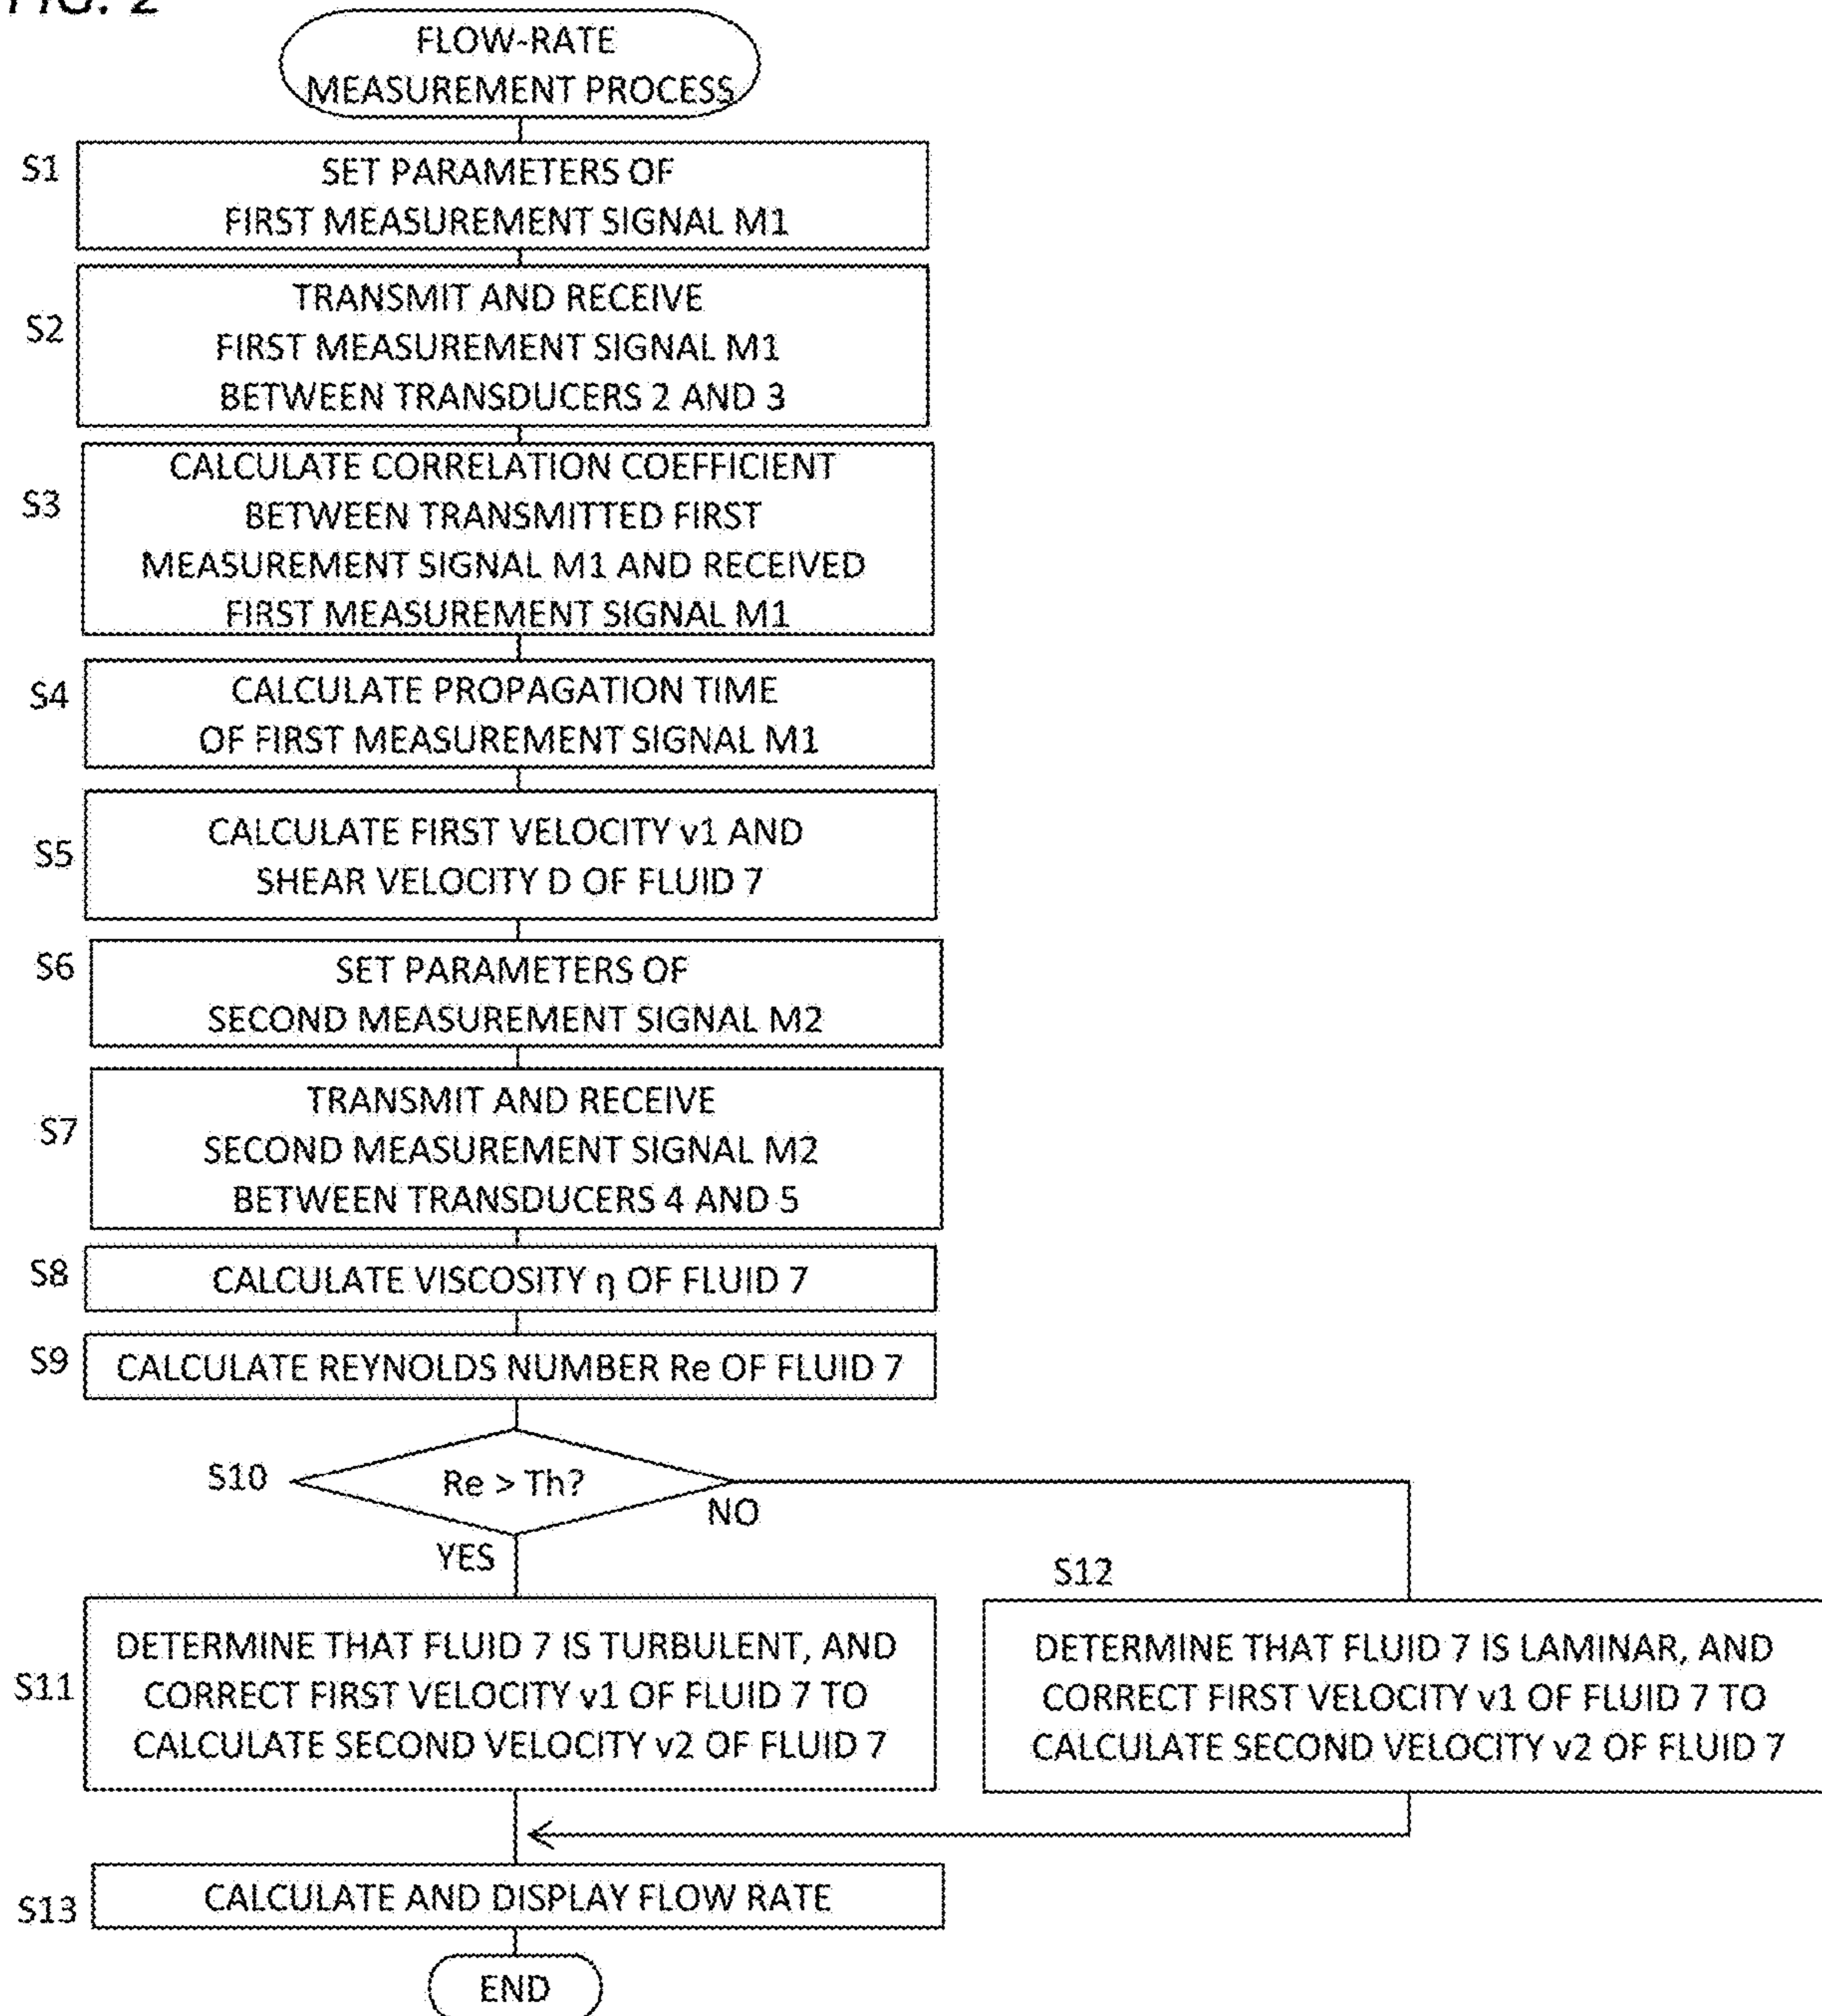 FIG. 2
FLOW-RATE
MEASUREMENT PROCESS
S1
SET PARAMETERS OF
FIRST MEASUREMENT SIGNAL M1
S2
TRANSMIT AND RECEIVE
FIRST MEASUREMENT SIGNAL M1
BETWEEN TRANSDUCERS 2 AND 3
S3
CALCULATE CORRELATION COEFFICIENT
BETWEEN TRANSMITTED FIRST
MEASUREMENT SIGNAL M1 AND RECEIVED
FIRST MEASUREMENT SIGNAL M1
S4
CALCULATE PROPAGATION TIME
OF FIRST MEASUREMENT SIGNAL M1
S5
CALCULATE FIRST VELOCITY v1 AND
SHEAR VELOCITY D OF FLUID 7
S6
SET PARAMETERS OF
SECOND MEASUREMENT SIGNAL M2
S7
TRANSMIT AND RECEIVE
SECOND MEASUREMENT SIGNAL M2
BETWEEN TRANSDUCERS 4 AND 5
S8
CALCULATE VISCOSITY η OF FLUID 7
S9
CALCULATE REYNOLDS NUMBER Re OF FLUID 7
S10
Re > Th?
NO
YES
S11
DETERMINE THAT FLUID 7 IS TURBULENT, AND
CORRECT FIRST VELOCITY v1 OF FLUID 7 TO
CALCULATE SECOND VELOCITY v2 OF FLUID 7
S12
DETERMINE THAT FLUID 7 IS LAMINAR, AND
CORRECT FIRST VELOCITY v1 OF FLUID 7 TO
CALCULATE SECOND VELOCITY v2 OF FLUID 7
S13
CALCULATE AND DISPLAY FLOW RATE
END